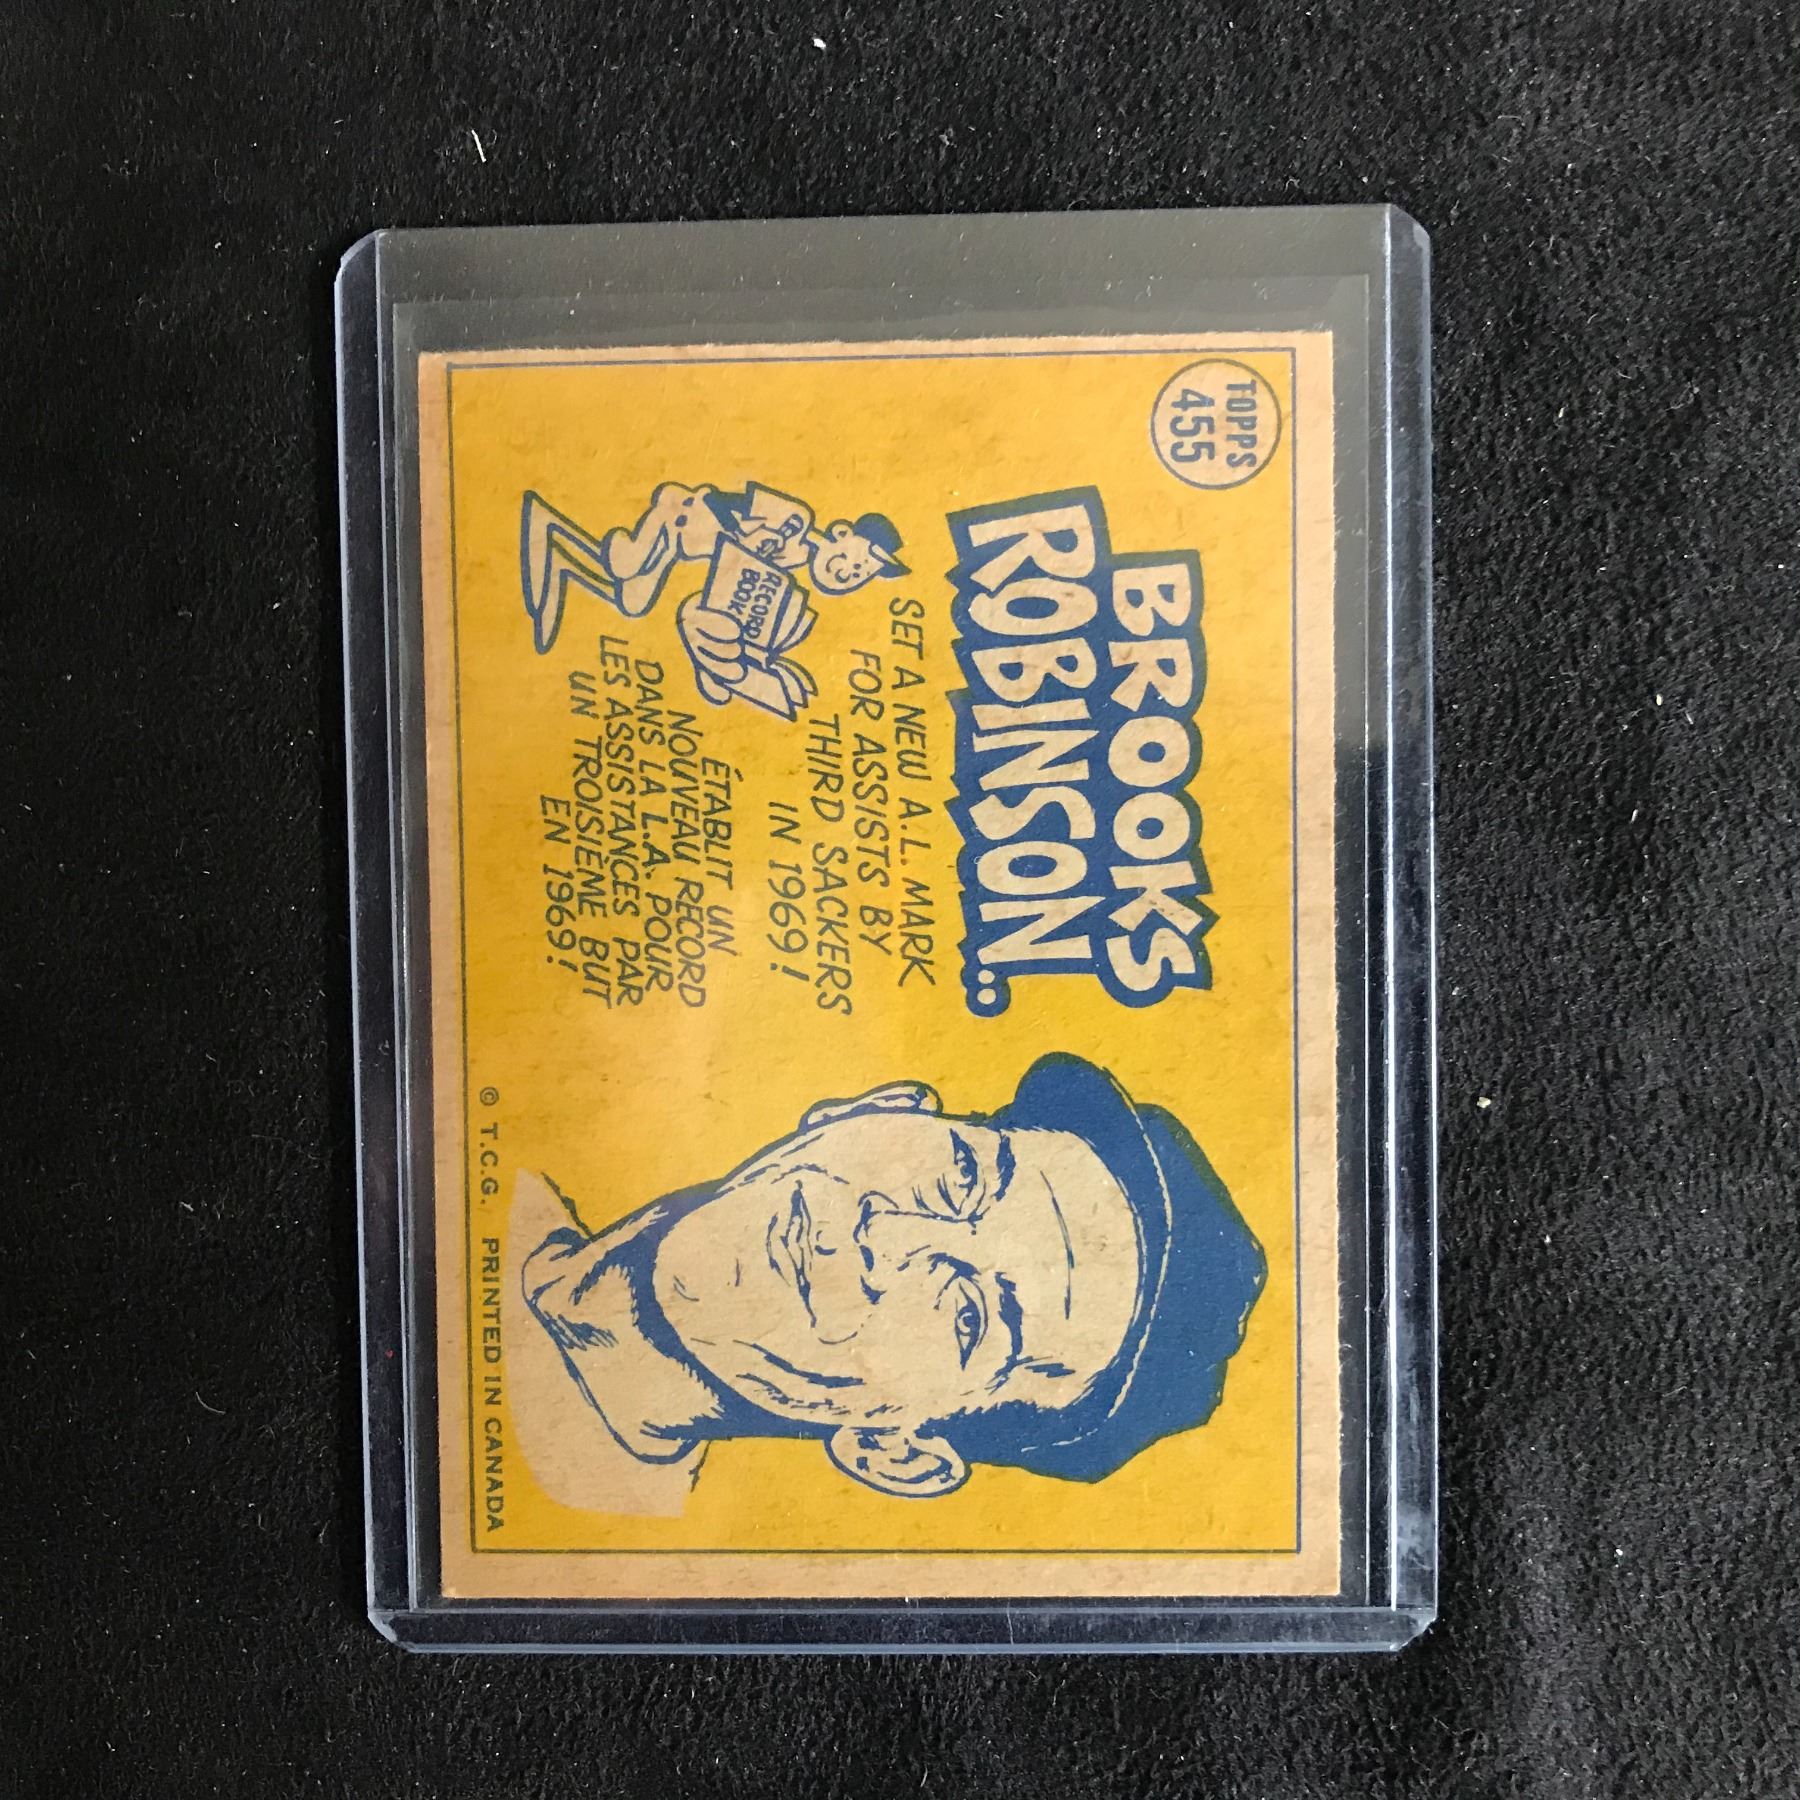 TOPPS
455
BROOKS
ROBINSON..
SET A NEW A.L. MARK
FOR ASSISTS BY
THIRD SACKERS
IN 1969!
RECORD
BOOK
ÉTABLIT UN
NOUVEAU RECORD
DANS LA L.A. POUR
LES ASSISTANCES PAR
UN TROISIÈME BUT
EN 1969!
© T.C.G. PRINTED IN CANADA